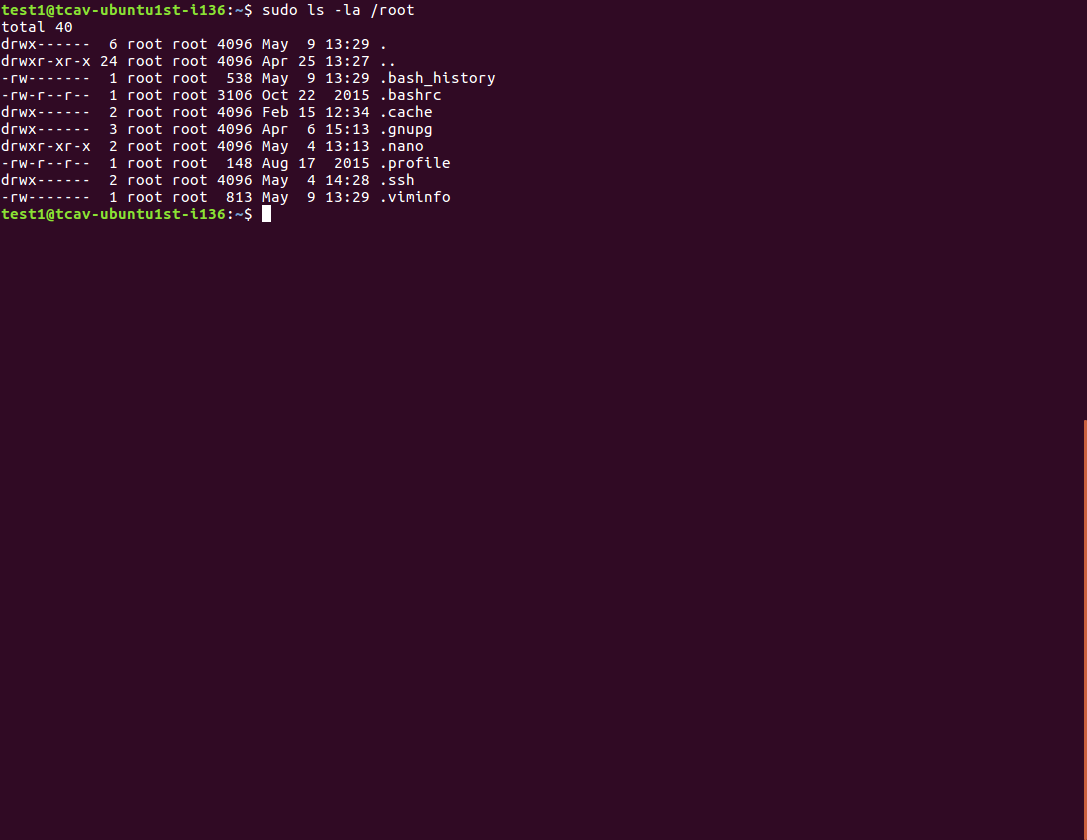 test1@tcav-ubuntu1st-i136:~$ sudo ls -la /root
total 40
drwx------  6 root root 4096 May  9 13:29 .
drwxr-xr-x 24 root root 4096 Apr 25 13:27 ..
-rw-------  1 root root  538 May  9 13:29 .bash_history
-rw-r--r--  1 root root 3106 Oct 22  2015 .bashrc
drwx------  2 root root 4096 Feb 15 12:34 .cache
drwx------  3 root root 4096 Apr  6 15:13 .gnupg
drwxr-xr-x  2 root root 4096 May  4 13:13 .nano
-rw-r--r--  1 root root  148 Aug 17  2015 .profile
drwx------  2 root root 4096 May  4 14:28 .ssh
-rw-------  1 root root  813 May  9 13:29 .viminfo
test1@tcav-ubuntu1st-i136:~$